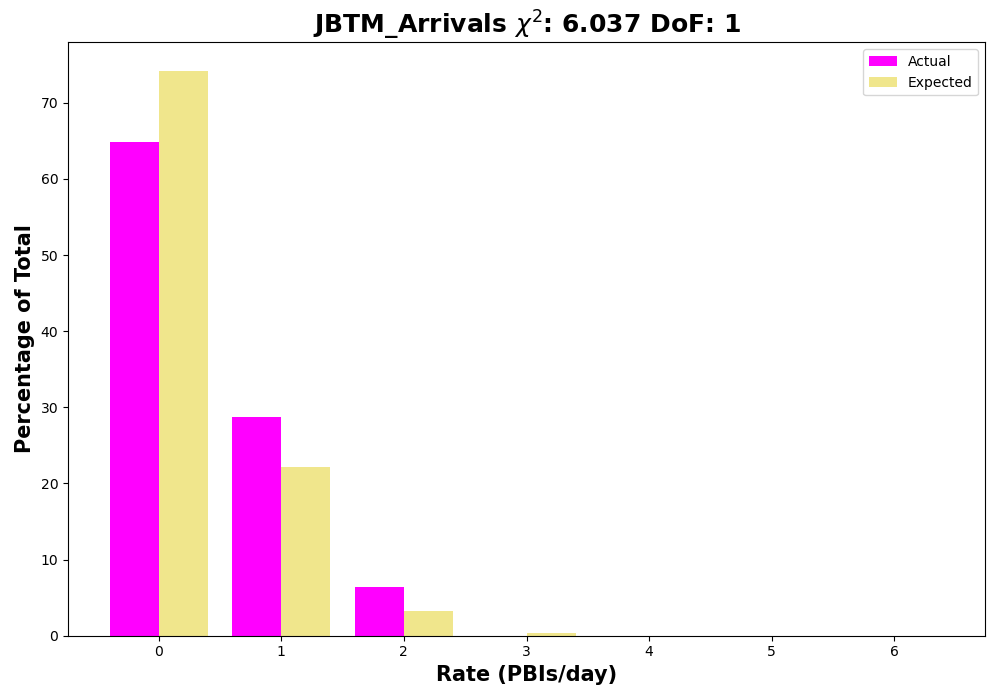 JBTM_Arrivals χ²: 6.037 DoF: 1
Actual
Expected
Percentage of Total
70
60
50
40
30
20
10
0
0 1 2 3 4 5 6
Rate (PBIs/day)